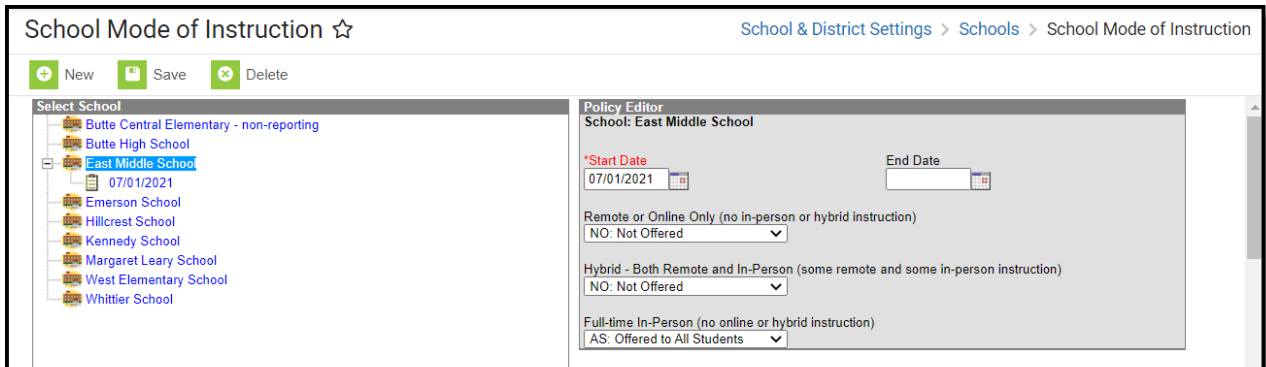 School Mode of Instruction
School & District Settings > Schools > School Mode of Instruction
New Save Delete
Select School
Butte Central Elementary - non-reporting
Butte High School
East Middle School
07/01/2021
Emerson School
Hillcrest School
Kennedy School
Margaret Leary School
West Elementary School
Whittier School
Policy Editor
School: East Middle School
*Start Date End Date
07/01/2021
Remote or Online Only (no in-person or hybrid instruction)
NO: Not Offered
Hybrid - Both Remote and In-Person (some remote and some in-person instruction)
NO: Not Offered
Full-time In-Person (no online or hybrid instruction)
AS: Offered to All Students